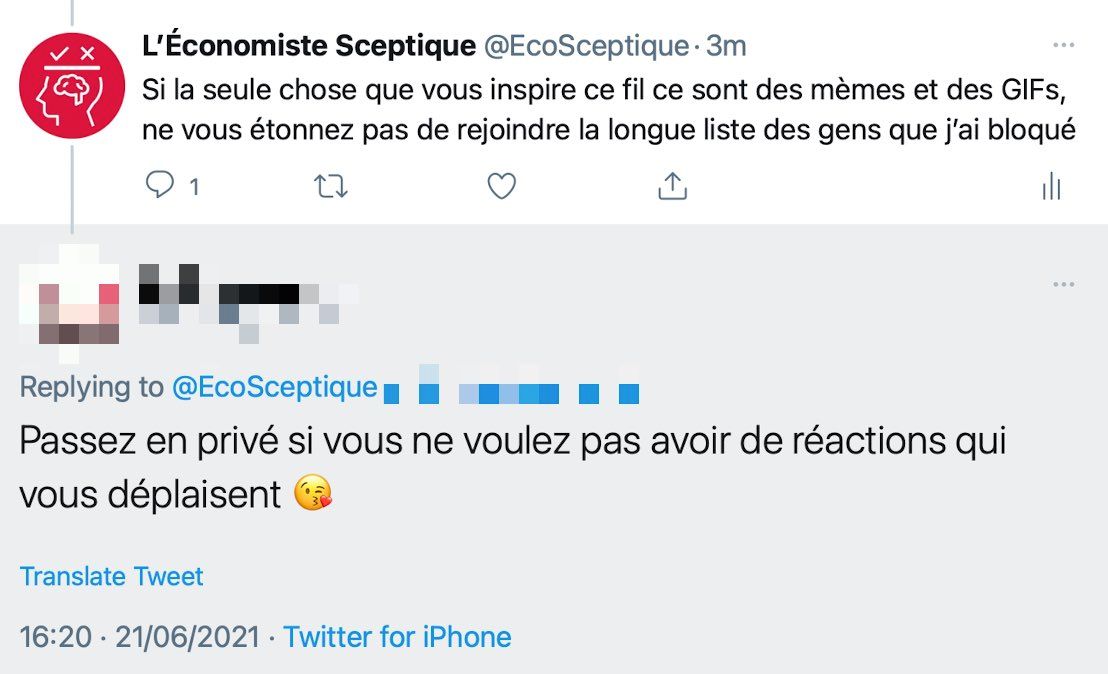 L’Économiste Sceptique @EcoSceptique · 3m
Si la seule chose que vous inspire ce fil ce sont des mèmes et des GIFs,
ne vous étonnez pas de rejoindre la longue liste des gens que j’ai bloqué
1
Replying to @EcoSceptique
Passez en privé si vous ne voulez pas avoir de réactions qui
vous déplaisent 😘
Translate Tweet
16:20 · 21/06/2021 · Twitter for iPhone